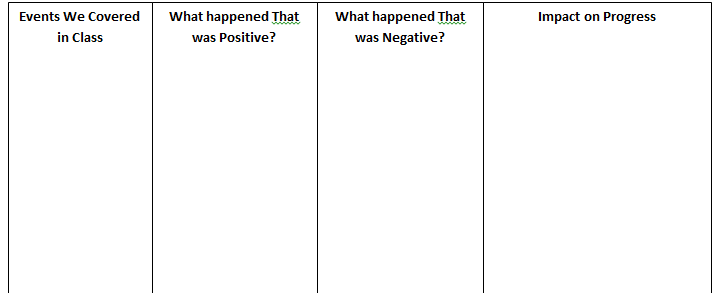 Events We Covered
in Class
What happened That
was Positive?
What happened That
was Negative?
Impact on Progress